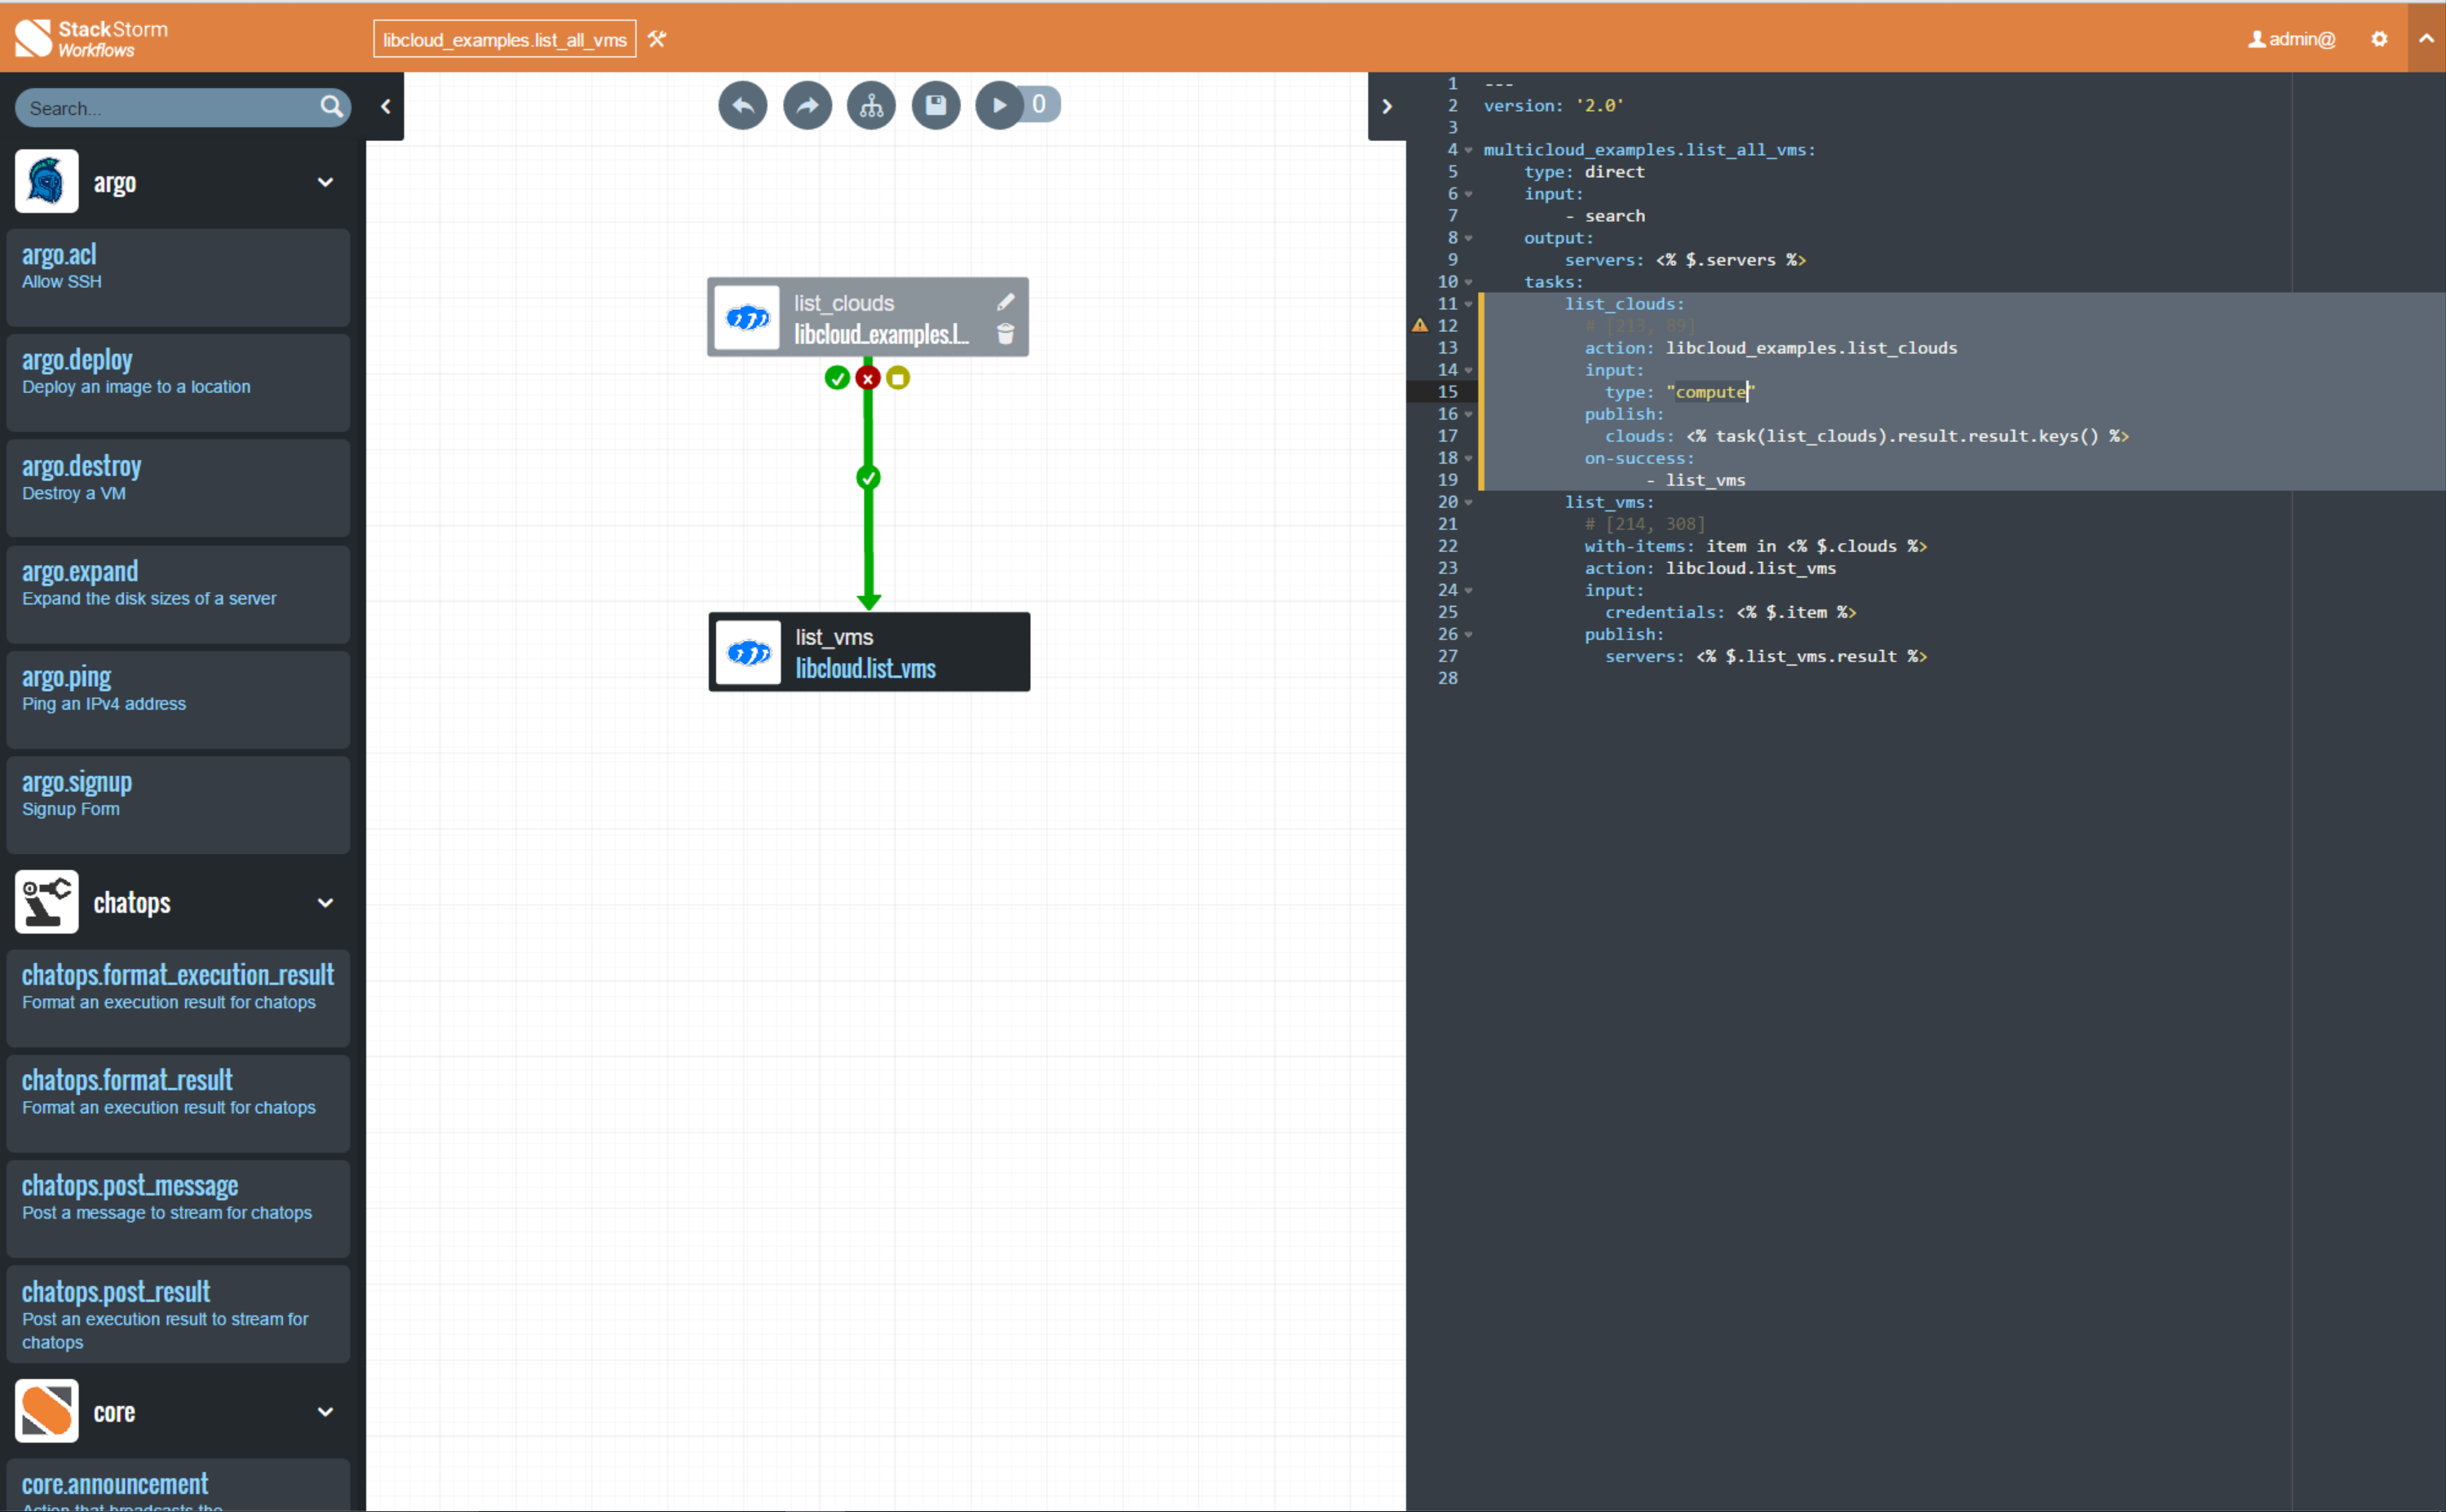 StackStorm
Workflows
libcloud_examples.list_all_vms
admin@
Search...
argo
argo.acl
Allow SSH
argo.deploy
Deploy an image to a location
argo.destroy
Destroy a VM
argo.expand
Expand the disk sizes of a server
argo.ping
Ping an IPv4 address
argo.signup
Signup Form
chatops
chatops.format_execution_result
Format an execution result for chatops
chatops.format_result
Format an execution result for chatops
chatops.post_message
Post a message to stream for chatops
chatops.post_result
Post an execution result to stream for
chatops
core
core.announcement
Action that broadcasts the
0
list_clouds
libcloud_examples.l...
list_vms
libcloud.list_vms
1 ---
2 version: '2.0'
3
4 multicloud_examples.list_all_vms:
5 type: direct
6 input:
7 - search
8 output:
9 servers: <% $.servers %>
10 tasks:
11 list_clouds:
12 # [213, 89]
13 action: libcloud_examples.list_clouds
14 input:
15 type: "compute"
16 publish:
17 clouds: <% task(list_clouds).result.result.keys() %>
18 on-success:
19 - list_vms
20 list_vms:
21 # [214, 308]
22 with-items: item in <% $.clouds %>
23 action: libcloud.list_vms
24 input:
25 credentials: <% $.item %>
26 publish:
27 servers: <% $.list_vms.result %>
28